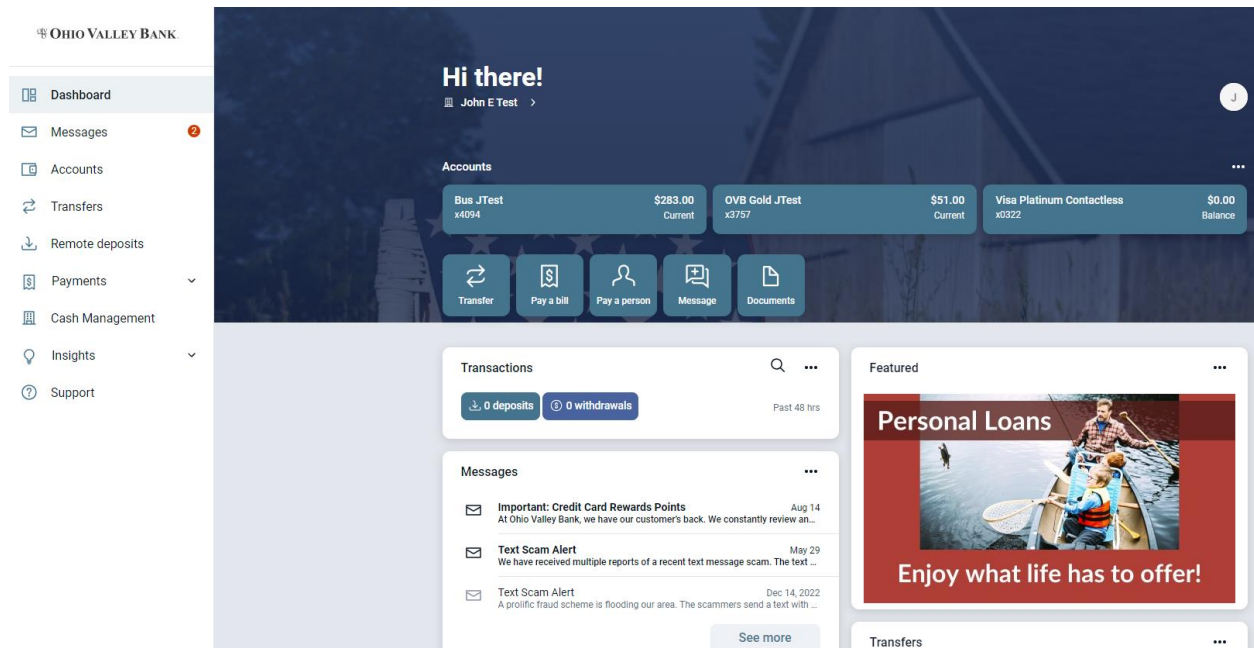 OHIO VALLEY BANK
Dashboard
Messages 2
Accounts
Transfers
Remote deposits
Payments
Cash Management
Insights
Support
Hi there!
John E Test
J
Accounts
Bus JTest $283.00
x4094 Current
OVB Gold JTest $51.00
x3757 Current
Visa Platinum Contactless $0.00
x0322 Balance
Transfer
Pay a bill
Pay a person
Message
Documents
Transactions
0 deposits
0 withdrawals
Past 48 hrs
Messages
Important: Credit Card Rewards Points Aug 14
At Ohio Valley Bank, we have our customer's back. We constantly review an...
Text Scam Alert May 29
We have received multiple reports of a recent text message scam. The text ...
Text Scam Alert Dec 14, 2022
A prolific fraud scheme is flooding our area. The scammers send a text with ...
See more
Featured
Personal Loans
Enjoy what life has to offer!
Transfers